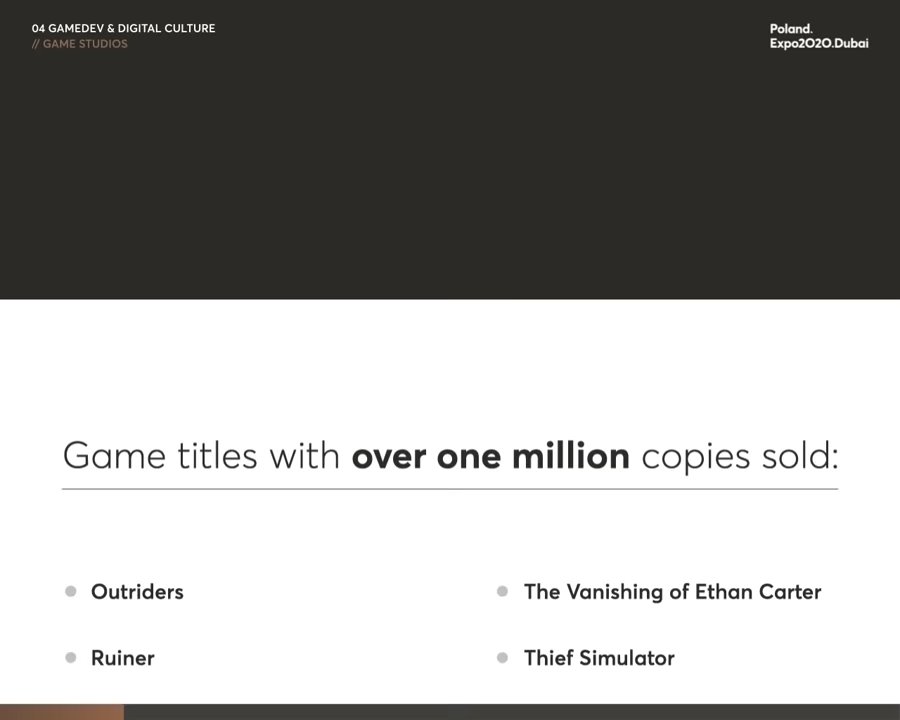 04 GAMEDEV & DIGITAL CULTURE
// GAME STUDIOS
Poland.
Expo2020.Dubai
Game titles with over one million copies sold:
Outriders
Ruiner
The Vanishing of Ethan Carter
Thief Simulator